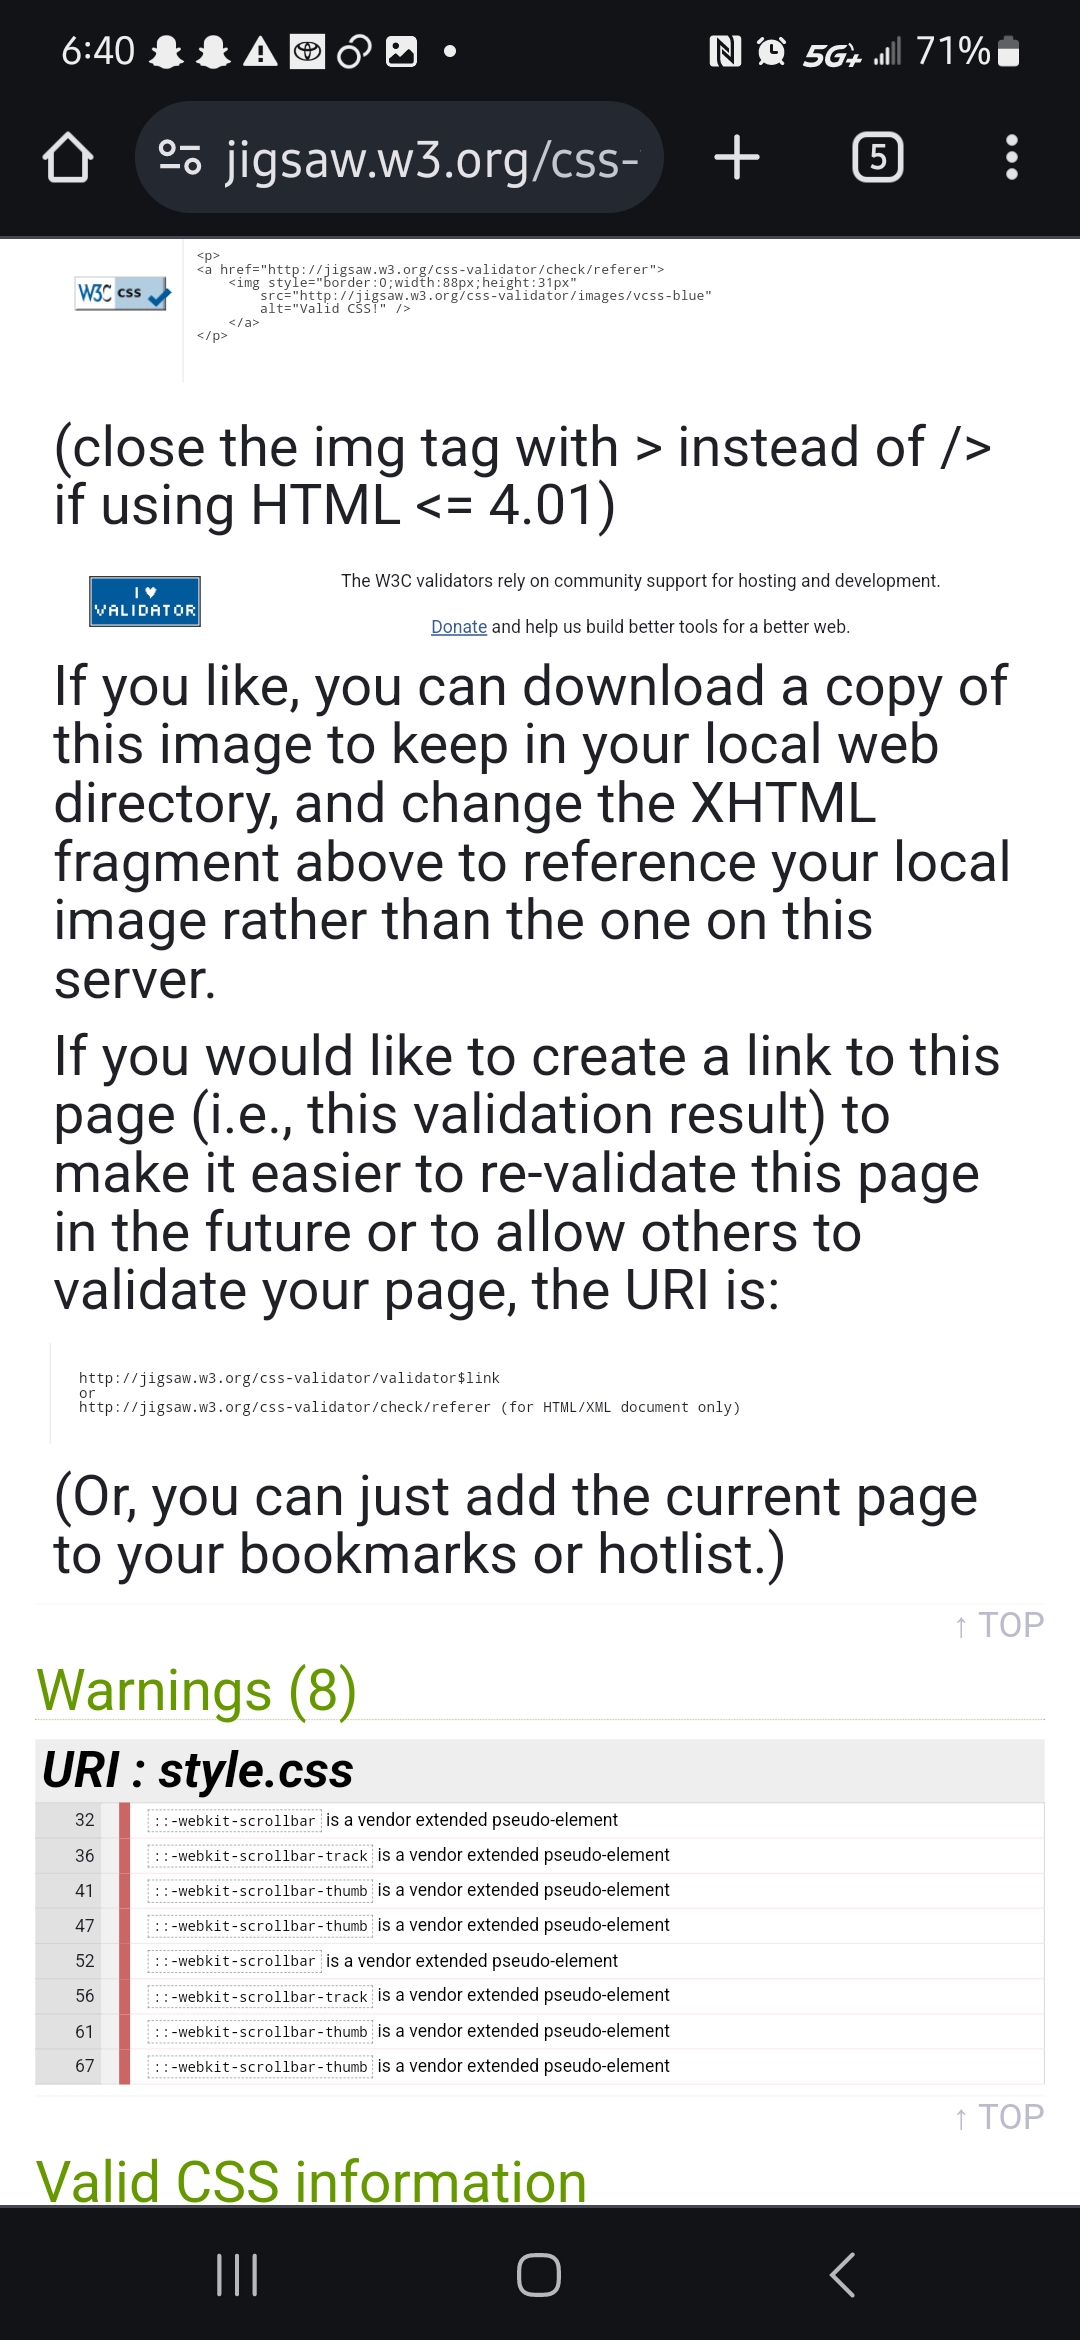 6:40 5G+ 71%
jigsaw.w3.org/css- 5
<p>
<a href="http://jigsaw.w3.org/css-validator/check/referer">
<img style="border:0;width:88px;height:31px"
src="http://jigsaw.w3.org/css-validator/images/vcss-blue"
alt="Valid CSS!" />
</a>
</p>
W3C css
(close the img tag with > instead of />
if using HTML <= 4.01)
I ♥
VALIDATOR
The W3C validators rely on community support for hosting and development.
Donate and help us build better tools for a better web.
If you like, you can download a copy of
this image to keep in your local web
directory, and change the XHTML
fragment above to reference your local
image rather than the one on this
server.
If you would like to create a link to this
page (i.e., this validation result) to
make it easier to re-validate this page
in the future or to allow others to
validate your page, the URI is:
http://jigsaw.w3.org/css-validator/validator$link
or
http://jigsaw.w3.org/css-validator/check/referer (for HTML/XML document only)
(Or, you can just add the current page
to your bookmarks or hotlist.)
↑ TOP
Warnings (8)
URI : style.css
32 ::-webkit-scrollbar is a vendor extended pseudo-element
36 ::-webkit-scrollbar-track is a vendor extended pseudo-element
41 ::-webkit-scrollbar-thumb is a vendor extended pseudo-element
47 ::-webkit-scrollbar-thumb is a vendor extended pseudo-element
52 ::-webkit-scrollbar is a vendor extended pseudo-element
56 ::-webkit-scrollbar-track is a vendor extended pseudo-element
61 ::-webkit-scrollbar-thumb is a vendor extended pseudo-element
67 ::-webkit-scrollbar-thumb is a vendor extended pseudo-element
↑ TOP
Valid CSS information